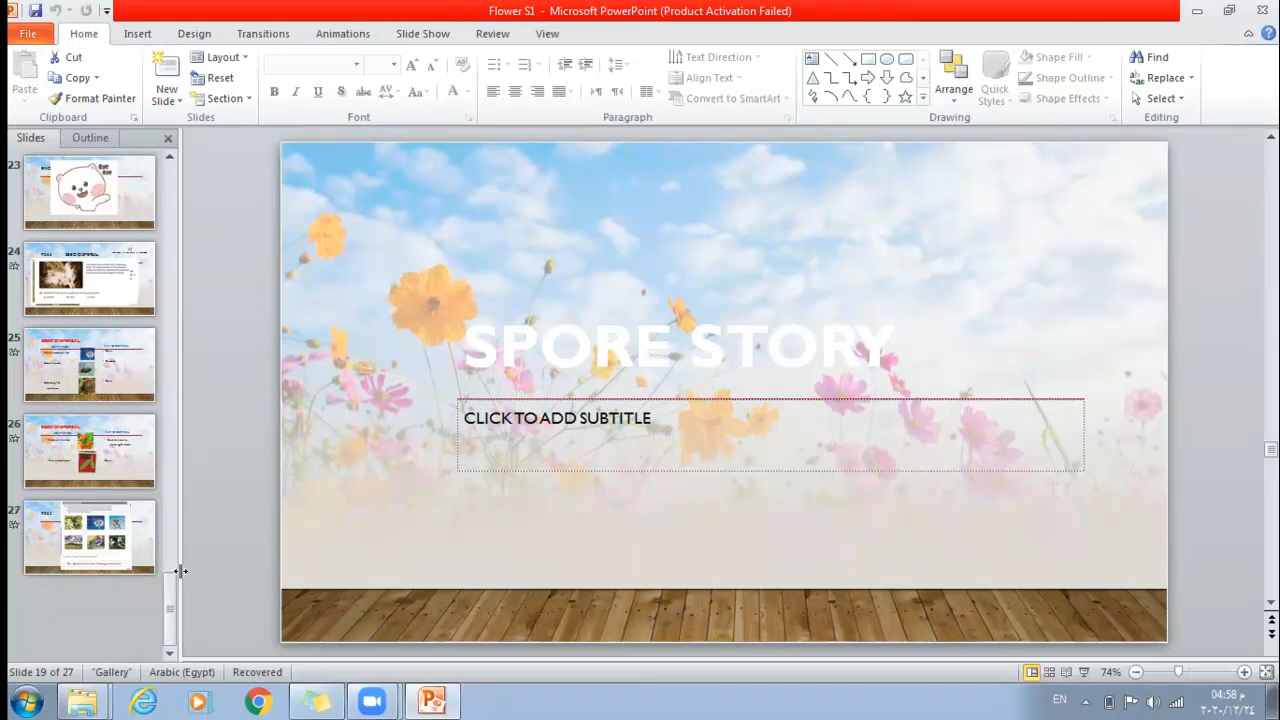 Flower S1 - Microsoft PowerPoint (Product Activation Failed)
File Home Insert Design Transitions Animations Slide Show Review View
Paste
Cut
Copy
Format Painter
Clipboard
New Slide
Layout
Reset
Section
Slides
Font
Text Direction
Align Text
Convert to SmartArt
Paragraph
Arrange
Quick Styles
Shape Fill
Shape Outline
Shape Effects
Drawing
Find
Replace
Select
Editing
Slides Outline
23
24
25
26
27
SPORE STORY
CLICK TO ADD SUBTITLE
Slide 19 of 27 "Gallery" Arabic (Egypt) Recovered 74%
EN
04:58 م
٢٠٢٠/١٢/٢٤